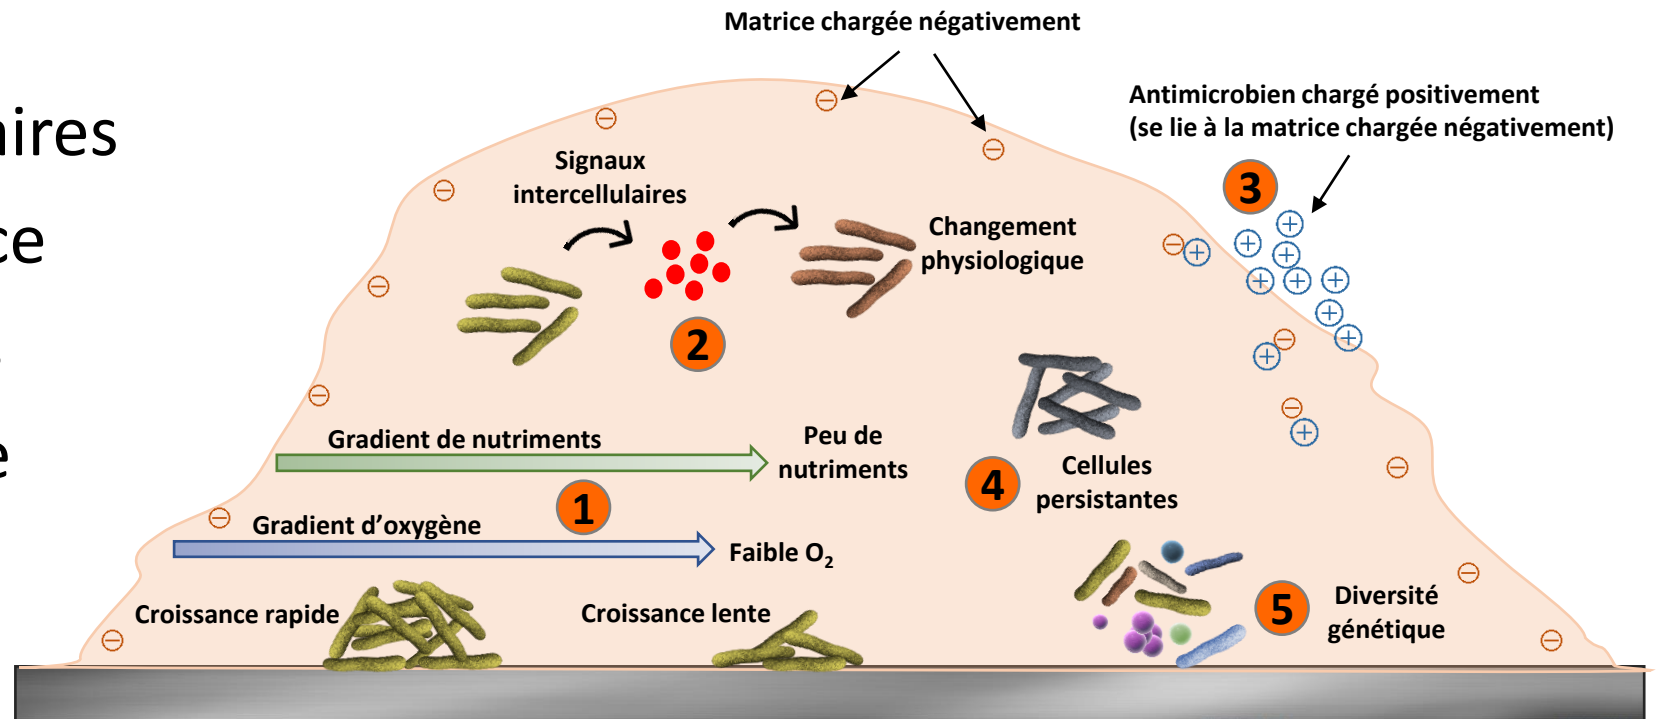 Matrice chargée négativement
Antimicrobien chargé positivement
(se lie à la matrice chargée négativement)
3
Signaux
intercellulaires
Changement
physiologique
2
Gradient de nutriments
Peu de
nutriments
1
Gradient d'oxygène
Faible O₂
4
Cellules
persistantes
Croissance rapide
Croissance lente
5
Diversité
génétique